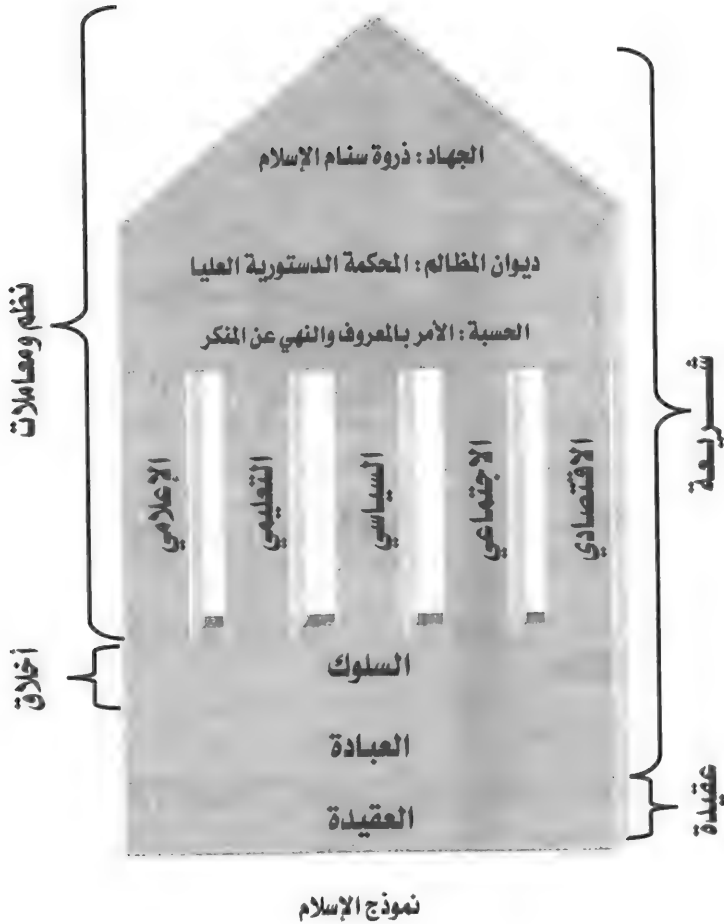 الجهاد : ذروة سنام الإسلام
ديوان المظالم : المحكمة الدستورية العليا
الحسبة : الأمر بالمعروف والنهي عن المنكر
الاقتصادي
الاجتماعي
السياسي
التعليمي
الإعلامي
السلوك
العبادة
العقيدة
شريعة
عقيدة
نظم ومعاملات
أخلاق
نموذج الإسلام